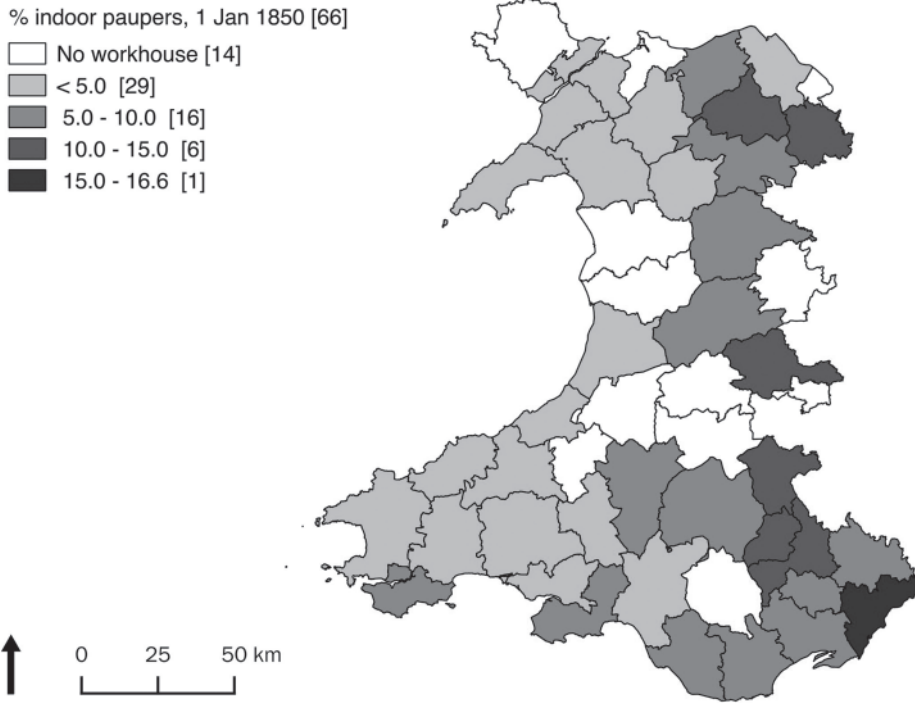 % indoor paupers, 1 Jan 1850 [66]
No workhouse [14]
< 5.0 [29]
5.0 - 10.0 [16]
10.0 - 15.0 [6]
15.0 - 16.6 [1]
0 25 50 km